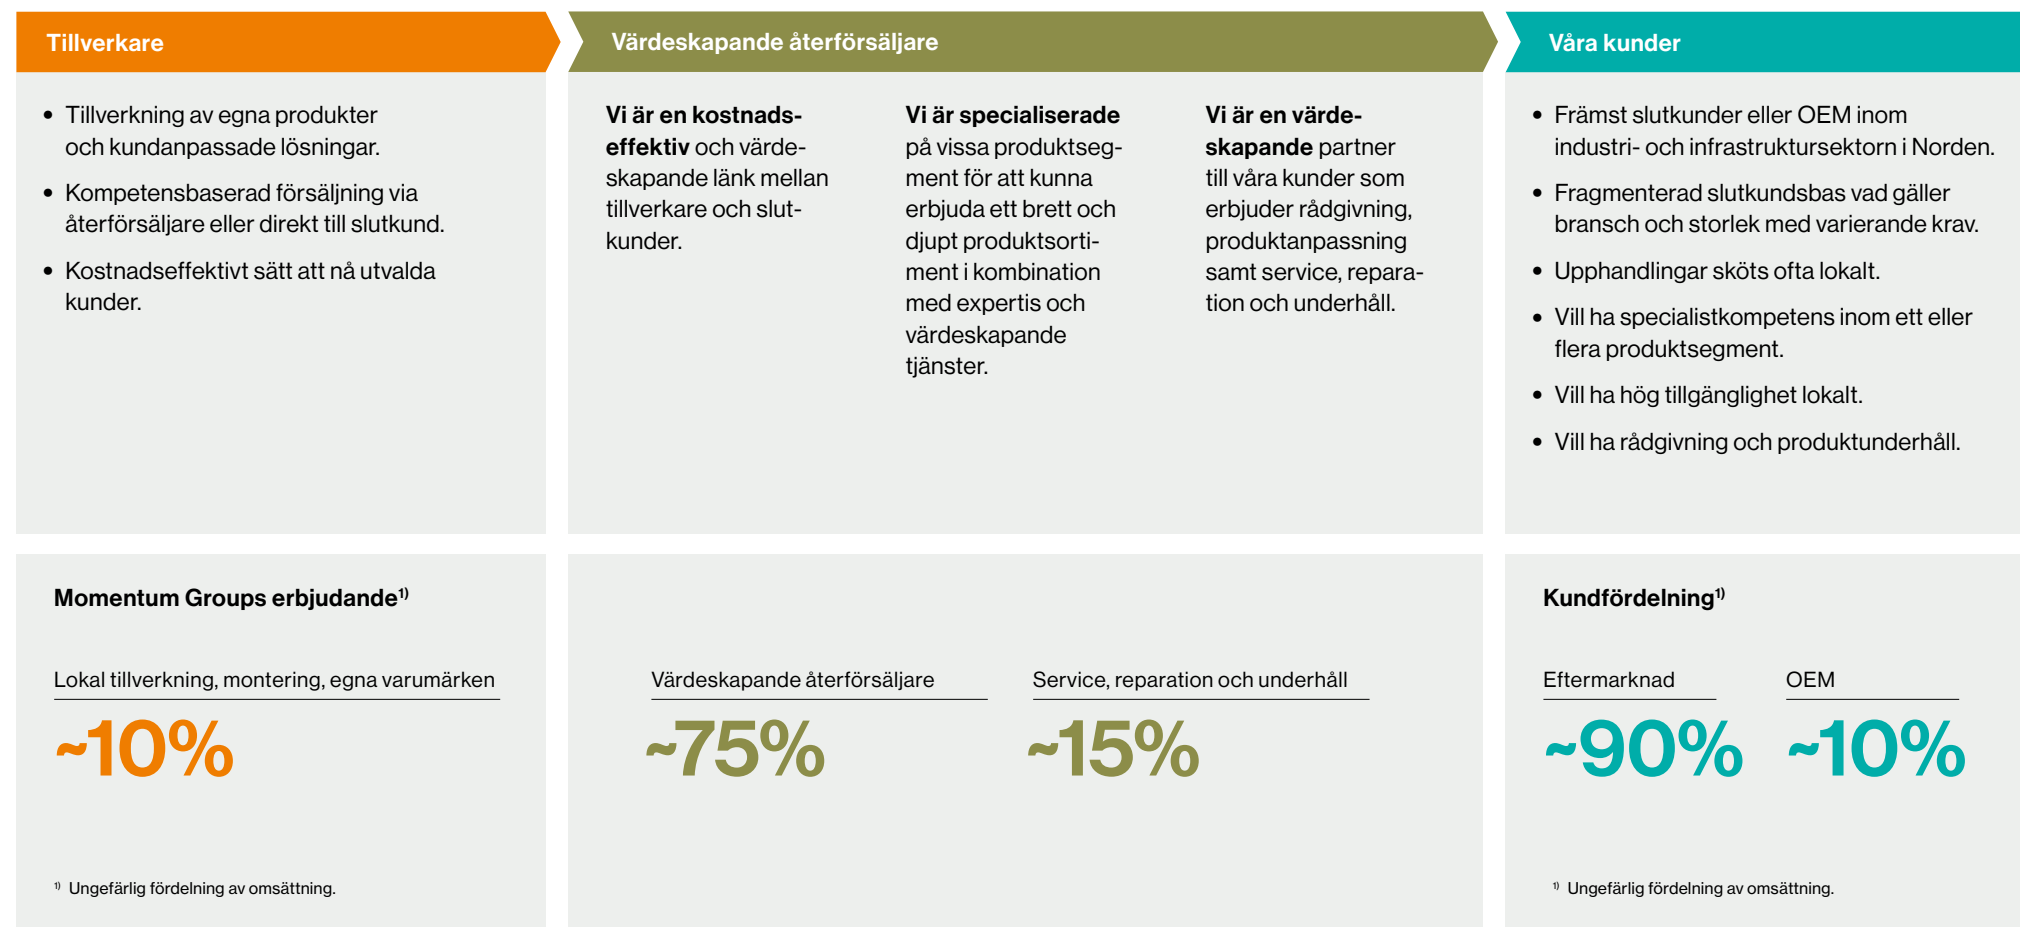 Tillverkare
• Tillverkning av egna produkter
och kundanpassade lösningar.
• Kompetensbaserad försäljning via
återförsäljare eller direkt till slutkund.
• Kostnadseffektivt sätt att nå utvalda
kunder.
Värdeskapande återförsäljare
Vi är en kostnads-
effektiv och värde-
skapande länk mellan
tillverkare och slut-
kunder.
Vi är specialiserade
på vissa produktseg-
ment för att kunna
erbjuda ett brett och
djupt produktsorti-
ment i kombination
med expertis och
värdeskapande
tjänster.
Vi är en värde-
skapande partner
till våra kunder som
erbjuder rådgivning,
produktanpassning
samt service, repara-
tion och underhåll.
Våra kunder
• Främst slutkunder eller OEM inom
industri- och infrastruktursektorn i Norden.
• Fragmenterad slutkundsbas vad gäller
bransch och storlek med varierande krav.
• Upphandlingar sköts ofta lokalt.
• Vill ha specialistkompetens inom ett eller
flera produktsegment.
• Vill ha hög tillgänglighet lokalt.
• Vill ha rådgivning och produktunderhåll.
Momentum Groups erbjudande¹⁾
Lokal tillverkning, montering, egna varumärken
~10%
¹⁾ Ungefärlig fördelning av omsättning.
Värdeskapande återförsäljare
~75%
Service, reparation och underhåll
~15%
Kundfördelning¹⁾
Eftermarknad
~90%
OEM
~10%
¹⁾ Ungefärlig fördelning av omsättning.